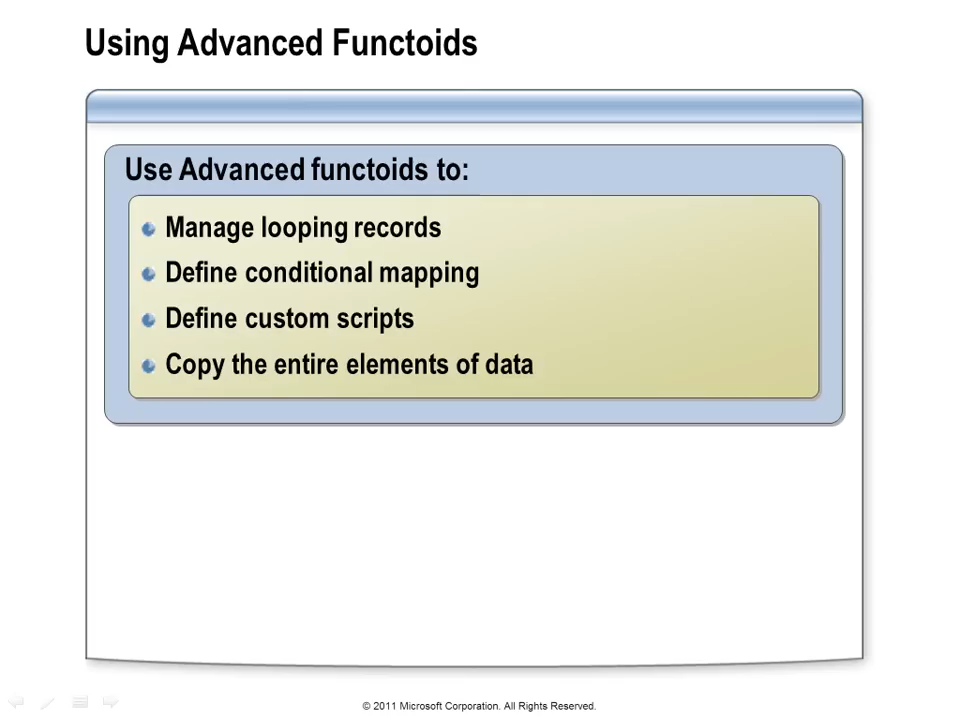 Using Advanced Functoids
Use Advanced functoids to:
Manage looping records
Define conditional mapping
Define custom scripts
Copy the entire elements of data
© 2011 Microsoft Corporation. All Rights Reserved.